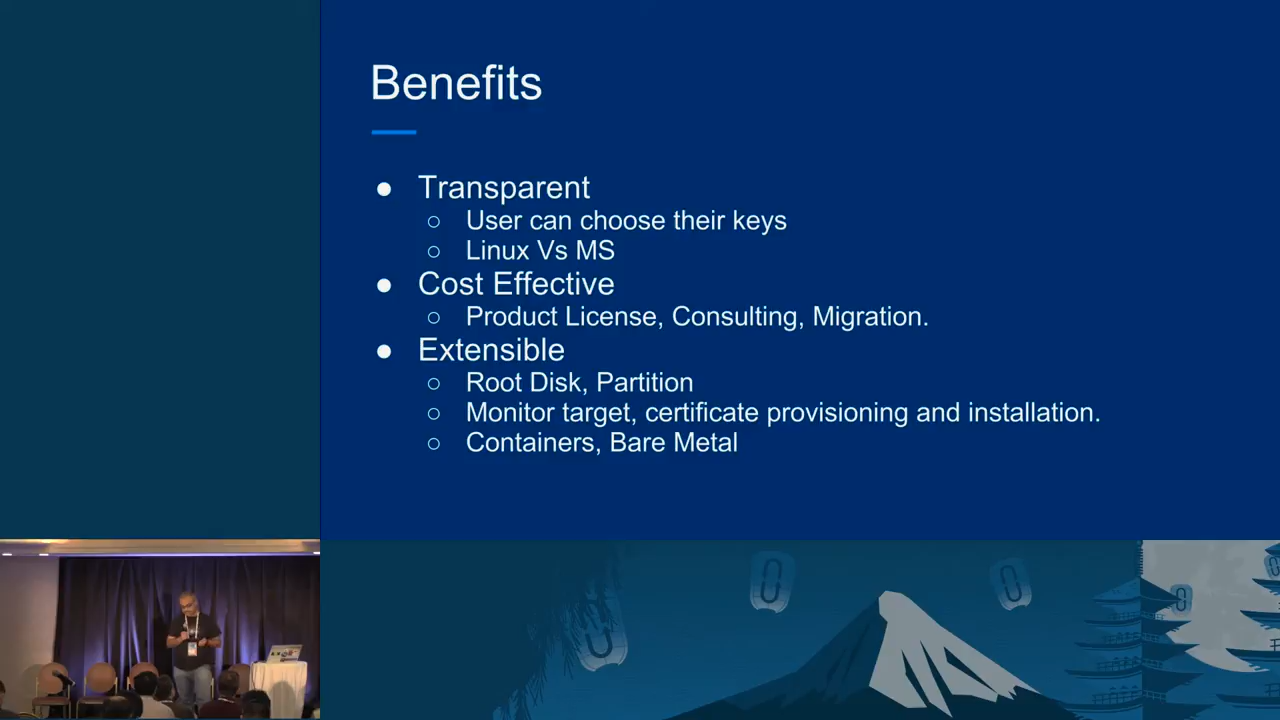 Benefits
● Transparent
○ User can choose their keys
○ Linux Vs MS
● Cost Effective
○ Product License, Consulting, Migration.
● Extensible
○ Root Disk, Partition
○ Monitor target, certificate provisioning and installation.
○ Containers, Bare Metal